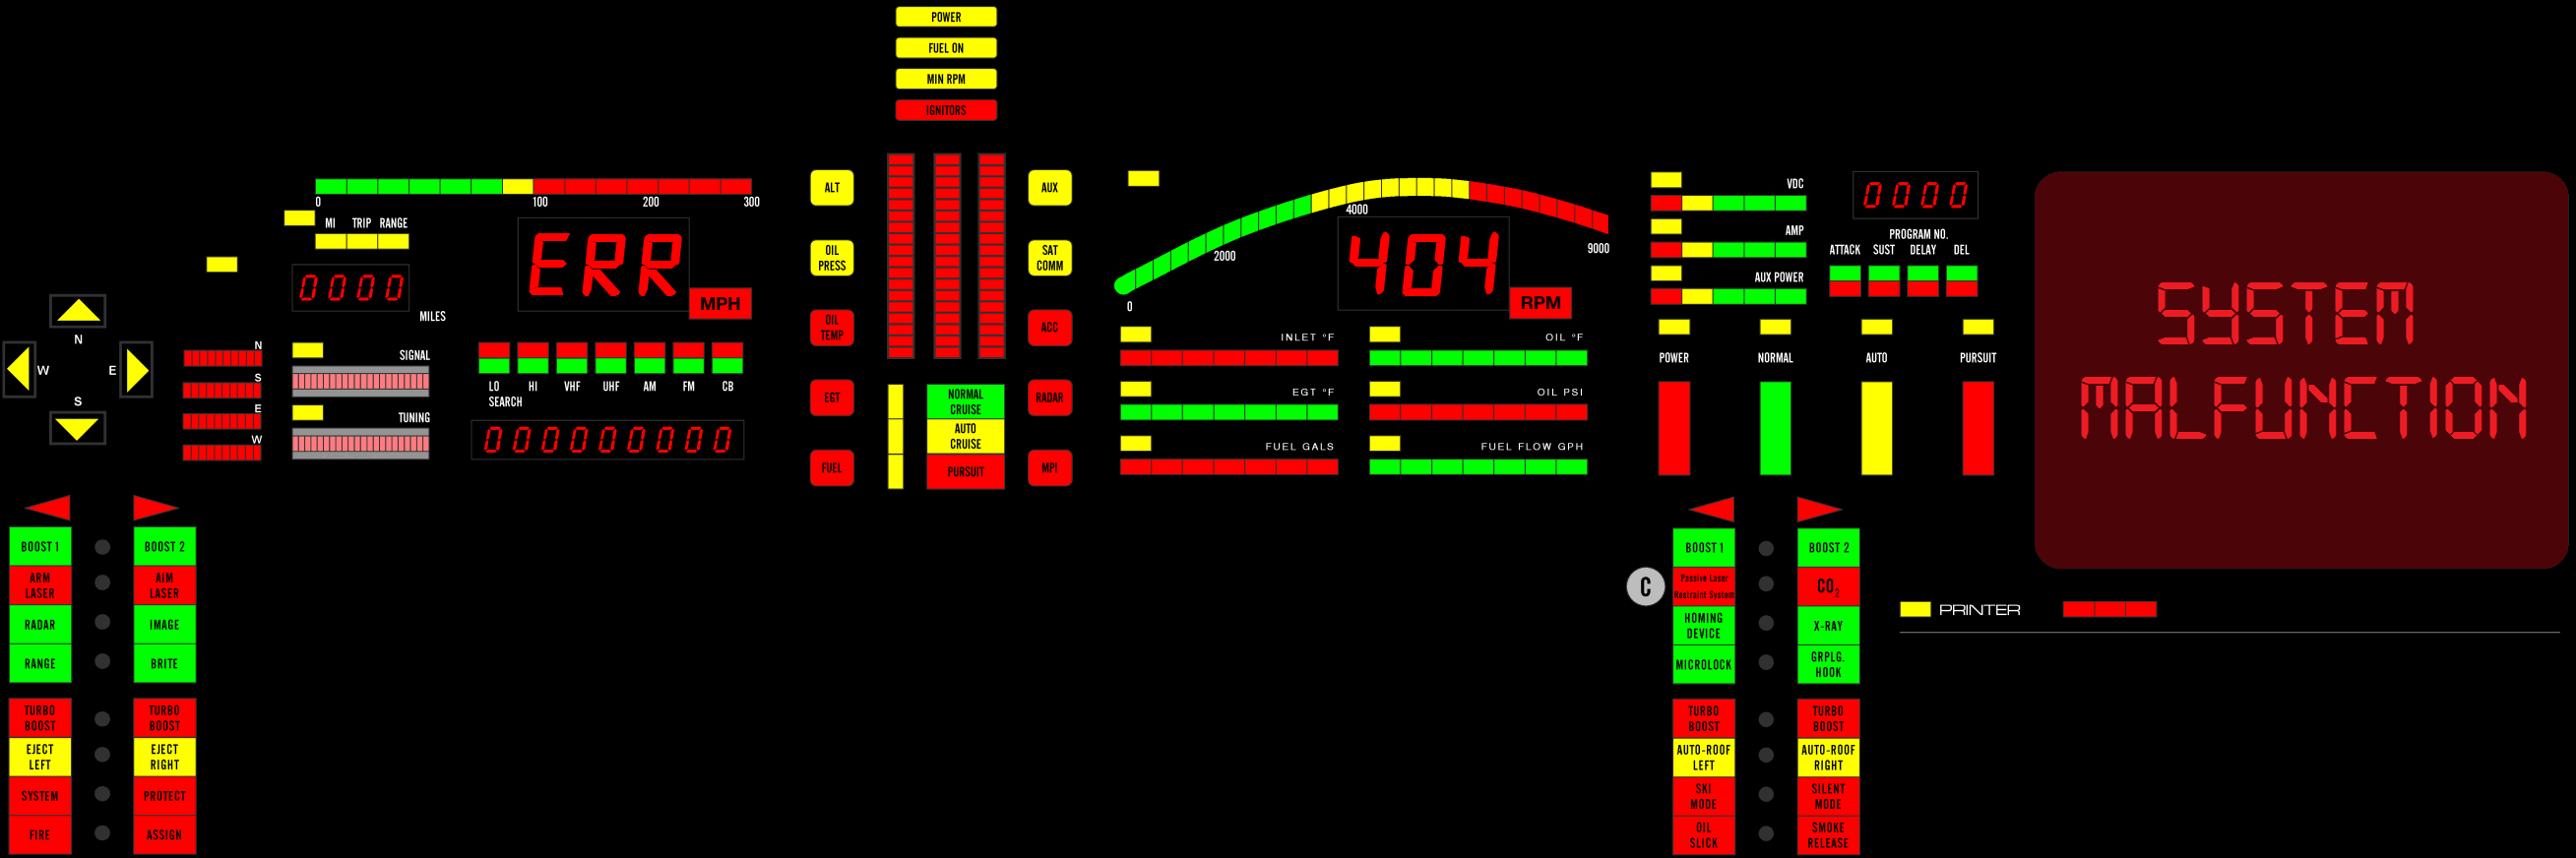 POWER
FUEL ON
MIN RPM
IGNITORS
0 100 200 300
MI TRIP RANGE
0000
MILES
ERR
MPH
N
W E
S
N
S
E
W
SIGNAL
TUNING
LO HI VHF UHF AM FM CB
SEARCH
000000000
ALT
OIL
PRESS
OIL
TEMP
EGT
FUEL
AUX
SAT
COMM
ACC
RADAR
MPI
NORMAL
CRUISE
AUTO
CRUISE
PURSUIT
0 2000 4000 9000
404
RPM
INLET °F
EGT °F
FUEL GALS
OIL °F
OIL PSI
FUEL FLOW GPH
VDC
AMP
AUX POWER
0000
PROGRAM NO.
ATTACK SUST DELAY DEL
POWER NORMAL AUTO PURSUIT
SYSTEM
MALFUNCTION
PRINTER
BOOST 1
ARM
LASER
RADAR
RANGE
TURBO
BOOST
EJECT
LEFT
SYSTEM
FIRE
BOOST 2
AIM
LASER
IMAGE
BRITE
TURBO
BOOST
EJECT
RIGHT
PROTECT
ASSIGN
C
BOOST 1
Passive Laser
Restraint System
HOMING
DEVICE
MICROLOCK
TURBO
BOOST
AUTO-ROOF
LEFT
SKI
MODE
OIL
SLICK
BOOST 2
CO2
X-RAY
GRPLG.
HOOK
TURBO
BOOST
AUTO-ROOF
RIGHT
SILENT
MODE
SMOKE
RELEASE